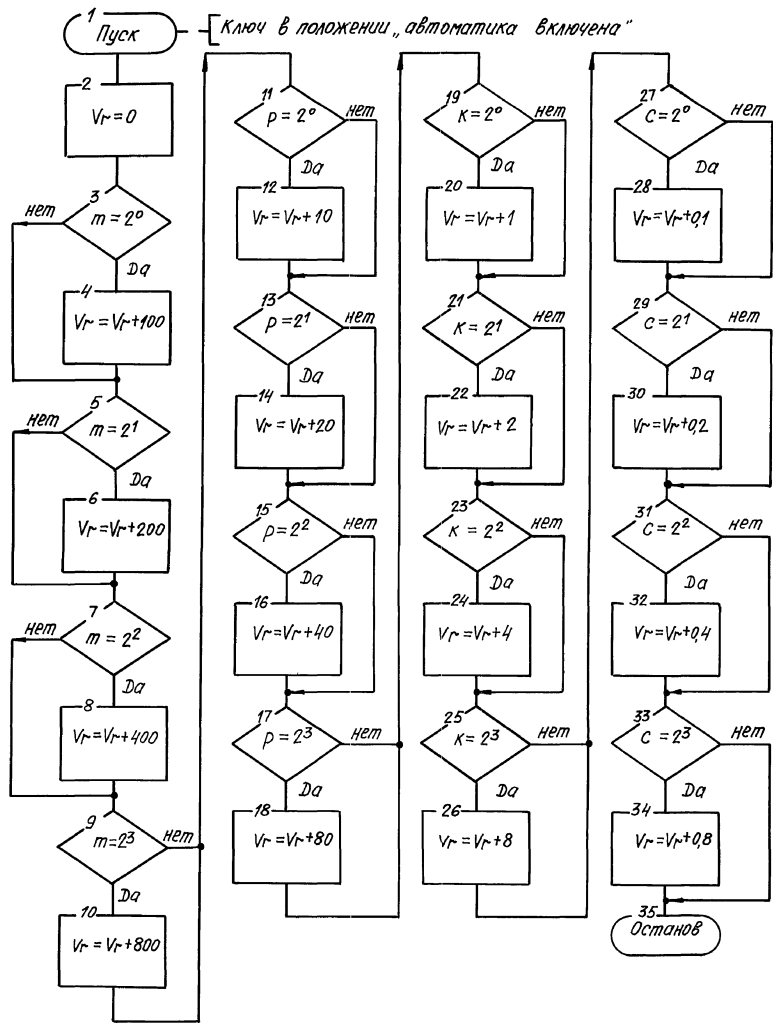 1
Пуск
Ключ в положении „автоматика включена"
2
Vr=0
3
m=2⁰
нет
Да
4
Vr=Vr+100
5
m=2¹
нет
Да
6
Vr=Vr+200
7
m=2²
нет
Да
8
Vr=Vr+400
9
m=2³
нет
Да
10
Vr=Vr+800
11
p=2⁰
нет
Да
12
Vr=Vr+10
13
p=2¹
нет
Да
14
Vr=Vr+20
15
p=2²
нет
Да
16
Vr=Vr+40
17
p=2³
нет
Да
18
Vr=Vr+80
19
к=2⁰
нет
Да
20
Vr=Vr+1
21
к=2¹
нет
Да
22
Vr=Vr+2
23
к=2²
нет
Да
24
Vr=Vr+4
25
к=2³
нет
Да
26
Vr=Vr+8
27
С=2⁰
нет
Да
28
Vr=Vr+0,1
29
С=2¹
нет
Да
30
Vr=Vr+0,2
31
С=2²
нет
Да
32
Vr=Vr+0,4
33
С=2³
нет
Да
34
Vr=Vr+0,8
35
Останов